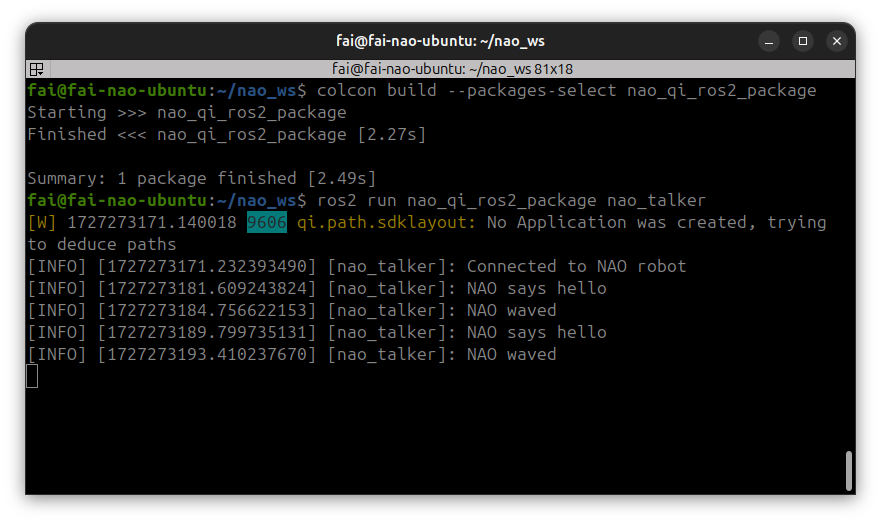 fai@fai-nao-ubuntu: ~/nao_ws
fai@fai-nao-ubuntu: ~/nao_ws 81x18
fai@fai-nao-ubuntu:~/nao_ws$ colcon build --packages-select nao_qi_ros2_package
Starting >>> nao_qi_ros2_package
Finished <<< nao_qi_ros2_package [2.27s]
Summary: 1 package finished [2.49s]
fai@fai-nao-ubuntu:~/nao_ws$ ros2 run nao_qi_ros2_package nao_talker
[W] 1727273171.140018 9606 qi.path.sdklayout: No Application was created, trying
to deduce paths
[INFO] [1727273171.232393490] [nao_talker]: Connected to NAO robot
[INFO] [1727273181.609243824] [nao_talker]: NAO says hello
[INFO] [1727273184.756622153] [nao_talker]: NAO waved
[INFO] [1727273189.799735131] [nao_talker]: NAO says hello
[INFO] [1727273193.410237670] [nao_talker]: NAO waved